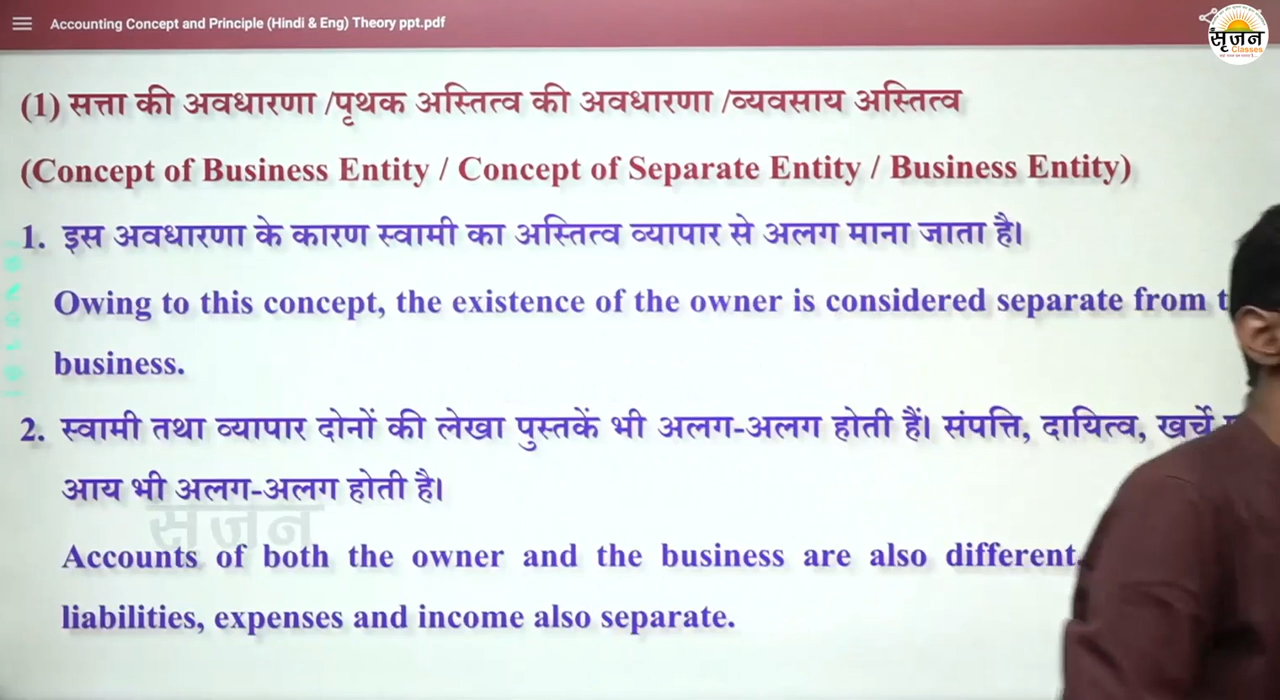 Accounting Concept and Principle (Hindi & Eng) Theory ppt.pdf
सृजन
Classes
(1) सत्ता की अवधारणा /पृथक अस्तित्व की अवधारणा /व्यवसाय अस्तित्व
(Concept of Business Entity / Concept of Separate Entity / Business Entity)
1. इस अवधारणा के कारण स्वामी का अस्तित्व व्यापार से अलग माना जाता है।
Owing to this concept, the existence of the owner is considered separate from
business.
2. स्वामी तथा व्यापार दोनों की लेखा पुस्तकें भी अलग-अलग होती हैं। संपत्ति, दायित्व, खर्चे
आय भी अलग-अलग होती है।
सृजन
Accounts of both the owner and the business are also different.
liabilities, expenses and income also separate.